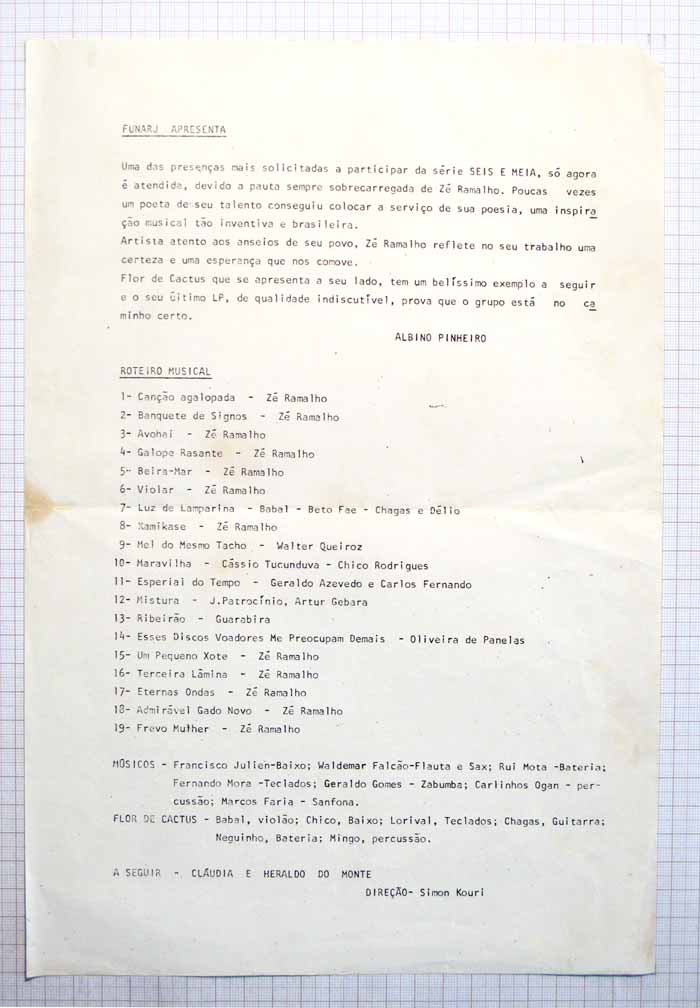 FUNARJ APRESENTA
Uma das presenças mais solicitadas a participar da série SEIS E MEIA, só agora
é atendida, devido a pauta sempre sobrecarregada de Zé Ramalho. Poucas vezes
um poeta de seu talento conseguiu colocar a serviço de sua poesia, uma inspira
ção musical tão inventiva e brasileira.
Artista atento aos anseios de seu povo, Zé Ramalho reflete no seu trabalho uma
certeza e uma esperança que nos comove.
Flor de Cactus que se apresenta a seu lado, tem um belíssimo exemplo a seguir
e o seu último LP, de qualidade indiscutível, prova que o grupo está no ca
minho certo.
ALBINO PINHEIRO
ROTEIRO MUSICAL
1- Canção agalopada - Zé Ramalho
2- Banquete de Signos - Zé Ramalho
3- Avohai - Zé Ramalho
4- Galope Rasante - Zé Ramalho
5- Beira-Mar - Zé Ramalho
6- Violar - Zé Ramalho
7- Luz de Lamparina - Babal - Beto Fae - Chagas e Délio
8- Kamikase - Zé Ramalho
9- Mel do Mesmo Tacho - Walter Queiroz
10- Maravilha - Cássio Tucunduva - Chico Rodrigues
11- Esperial do Tempo - Geraldo Azevedo e Carlos Fernando
12- Mistura - J.Patrocínio, Artur Gebara
13- Ribeirão - Guarabira
14- Esses Discos Voadores Me Preocupam Demais - Oliveira de Panelas
15- Um Pequeno Xote - Zé Ramalho
16- Terceira Lâmina - Zé Ramalho
17- Eternas Ondas - Zé Ramalho
18- Admirável Gado Novo - Zé Ramalho
19- Frevo Mulher - Zé Ramalho
MÚSICOS - Francisco Julien-Baixo; Waldemar Falcão-Flauta e Sax; Rui Mota -Bateria;
Fernando Mora -Teclados; Geraldo Gomes - Zabumba; Carlinhos Ogan - per-
cussão; Marcos Faria - Sanfona.
FLOR DE CACTUS - Babal, violão; Chico, Baixo; Lorival, Teclados; Chagas, Guitarra;
Neguinho, Bateria; Mingo, percussão.
A SEGUIR - CLÁUDIA E HERALDO DO MONTE
DIREÇÃO- Simon Kouri